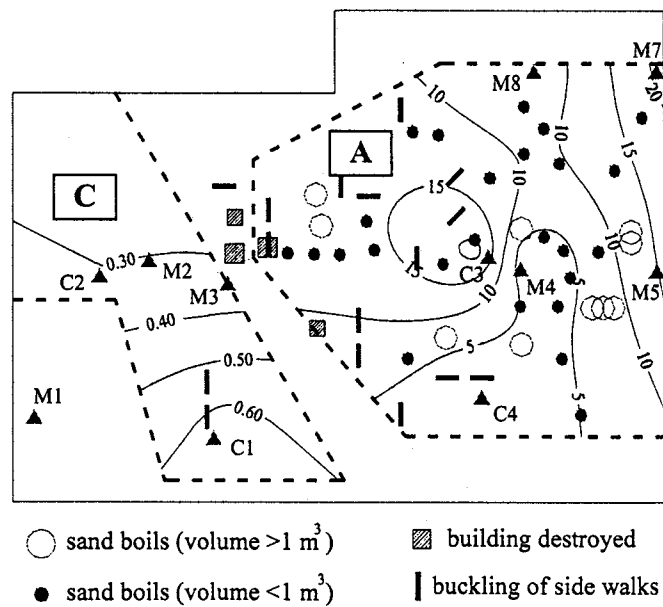 M7
M8
20
10
10
15
A
15
10
C
0.30
M2
C2
M3
15
C3
M4
M5
10
5
0.40
5
10
0.50
M1
0.60
C1
C4
5
sand boils (volume >1 m³)
building destroyed
sand boils (volume <1 m³)
buckling of side walks